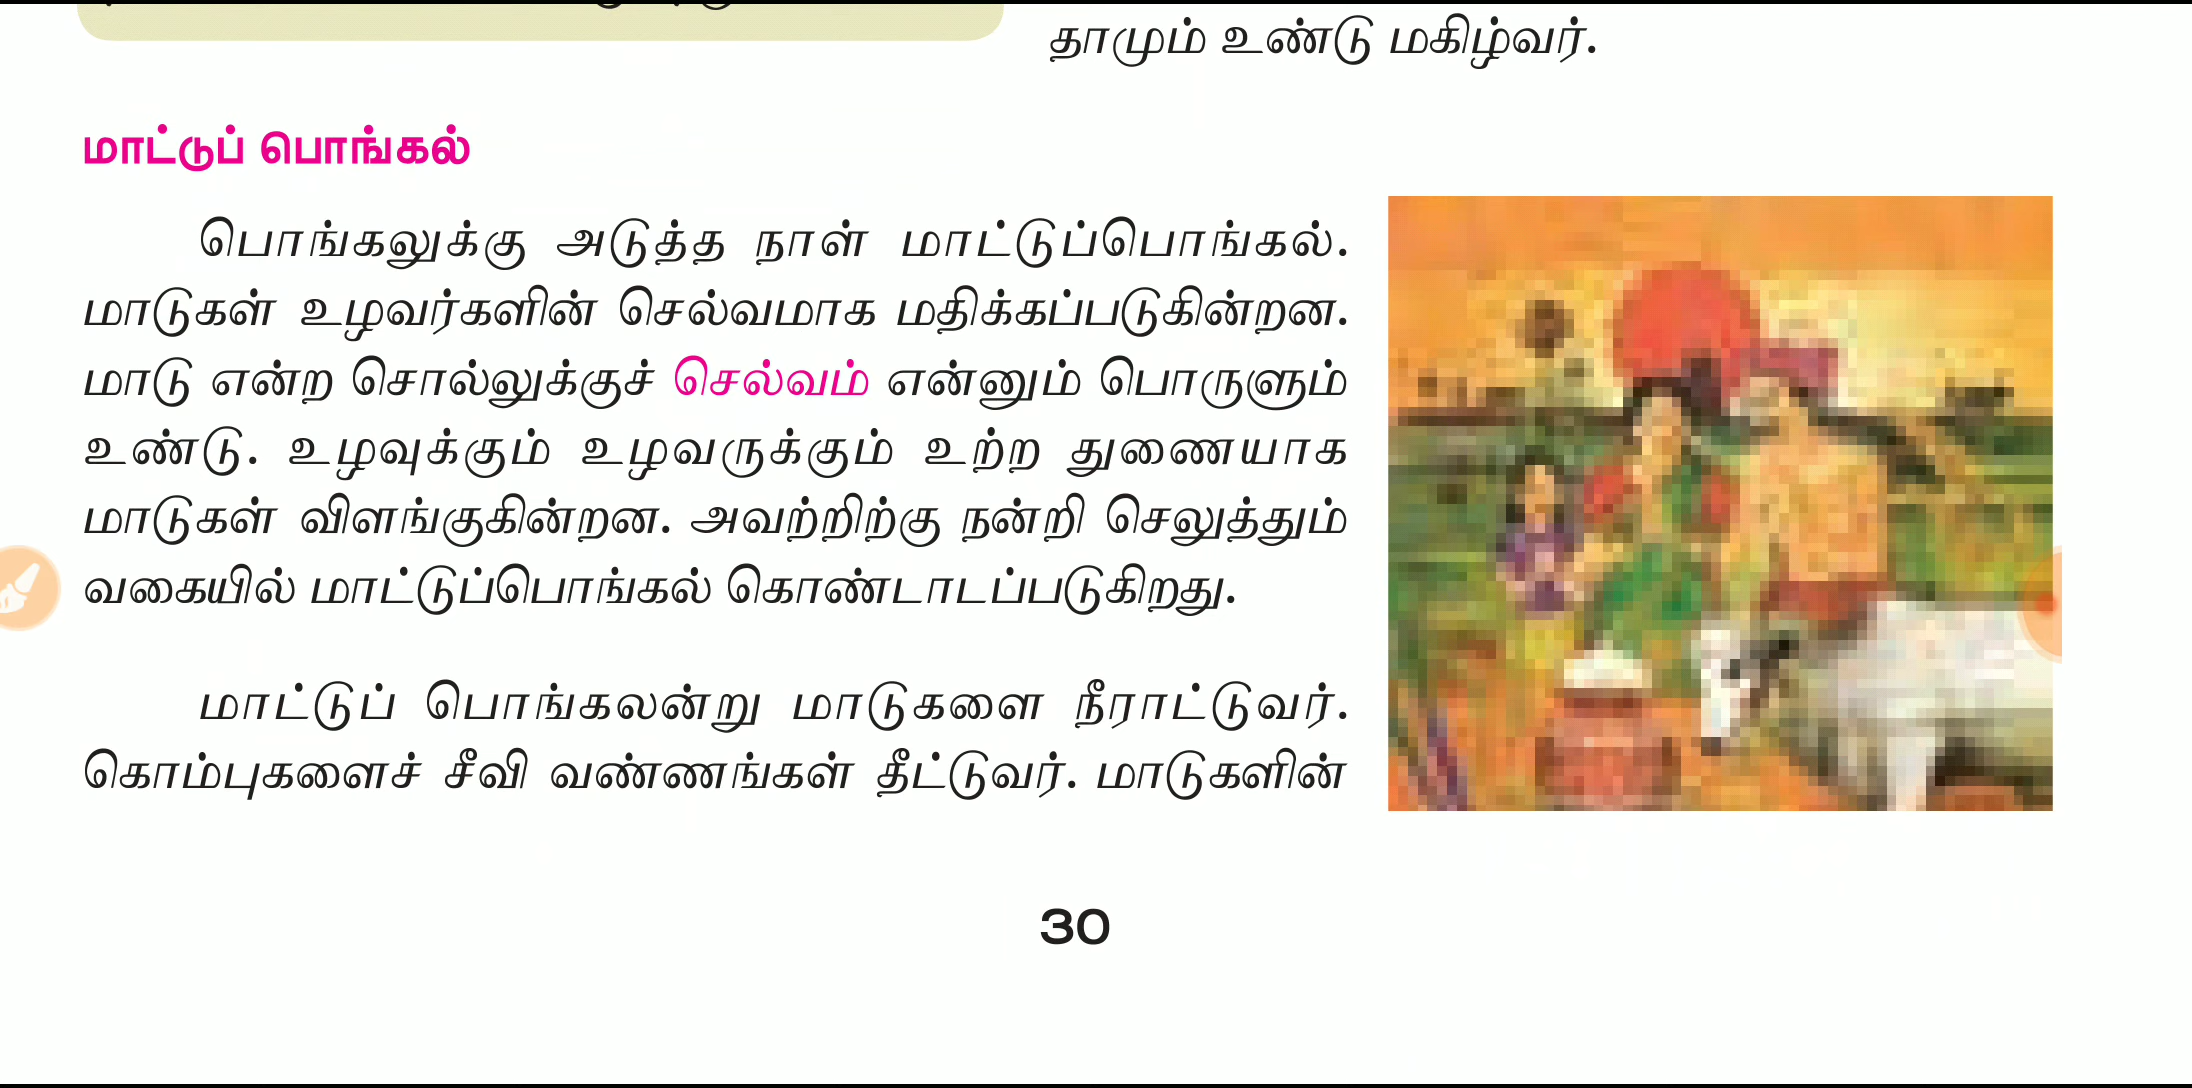 தாமும் உண்டு மகிழ்வர்.
மாட்டுப் பொங்கல்
பொங்கலுக்கு அடுத்த நாள் மாட்டுப்பொங்கல்.
மாடுகள் உழவர்களின் செல்வமாக மதிக்கப்படுகின்றன.
மாடு என்ற சொல்லுக்குச் செல்வம் என்னும் பொருளும்
உண்டு. உழவுக்கும் உழவருக்கும் உற்ற துணையாக
மாடுகள் விளங்குகின்றன. அவற்றிற்கு நன்றி செலுத்தும்
வகையில் மாட்டுப்பொங்கல் கொண்டாடப்படுகிறது.
மாட்டுப் பொங்கலன்று மாடுகளை நீராட்டுவர்.
கொம்புகளைச் சீவி வண்ணங்கள் தீட்டுவர். மாடுகளின்
30